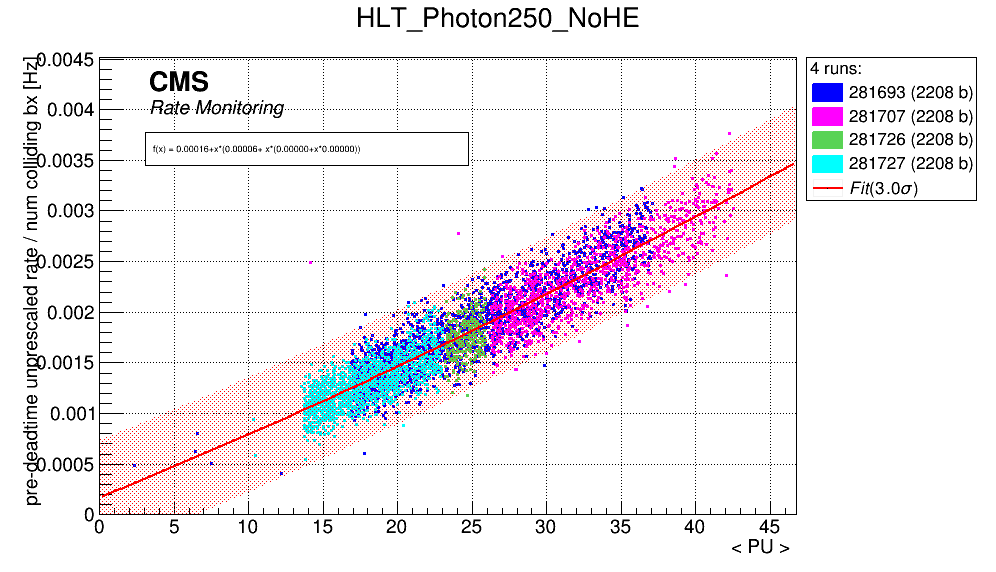 HLT_Photon250_NoHE
pre-deadtime unprescaled rate / num colliding bx [Hz]
0.0045
0.004
0.0035
0.003
0.0025
0.002
0.0015
0.001
0.0005
0
CMS
Rate Monitoring
f(x) = 0.00016+x*(0.00006+ x*(0.00000+x*0.00000))
4 runs:
281693 (2208 b)
281707 (2208 b)
281726 (2208 b)
281727 (2208 b)
Fit(3.0σ)
0 5 10 15 20 25 30 35 40 45
< PU >